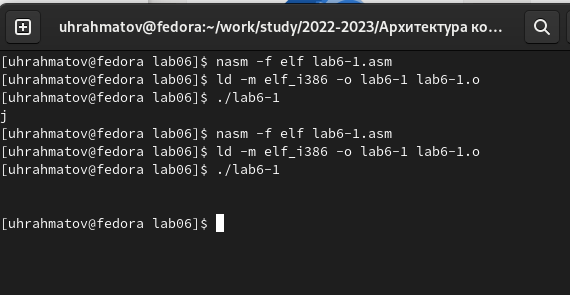 uhrahmatov@fedora:~/work/study/2022-2023/Архитектура ко...
[uhrahmatov@fedora lab06]$ nasm -f elf lab6-1.asm
[uhrahmatov@fedora lab06]$ ld -m elf_i386 -o lab6-1 lab6-1.o
[uhrahmatov@fedora lab06]$ ./lab6-1
j
[uhrahmatov@fedora lab06]$ nasm -f elf lab6-1.asm
[uhrahmatov@fedora lab06]$ ld -m elf_i386 -o lab6-1 lab6-1.o
[uhrahmatov@fedora lab06]$ ./lab6-1
[uhrahmatov@fedora lab06]$